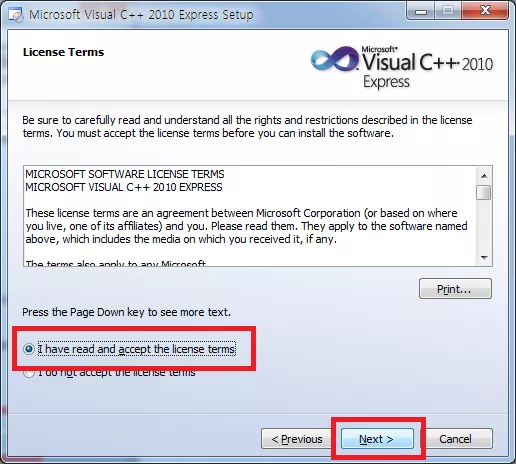 Microsoft Visual C++ 2010 Express Setup
License Terms
Microsoft®
Visual C++ 2010
Express
Be sure to carefully read and understand all the rights and restrictions described in the license
terms. You must accept the license terms before you can install the software.
MICROSOFT SOFTWARE LICENSE TERMS
MICROSOFT VISUAL C++ 2010 EXPRESS
These license terms are an agreement between Microsoft Corporation (or based on where
you live, one of its affiliates) and you. Please read them. They apply to the software named
above, which includes the media on which you received it, if any.
The terms also apply to any Microsoft
Print...
Press the Page Down key to see more text.
I have read and accept the license terms
I do not accept the license terms
< Previous
Next >
Cancel